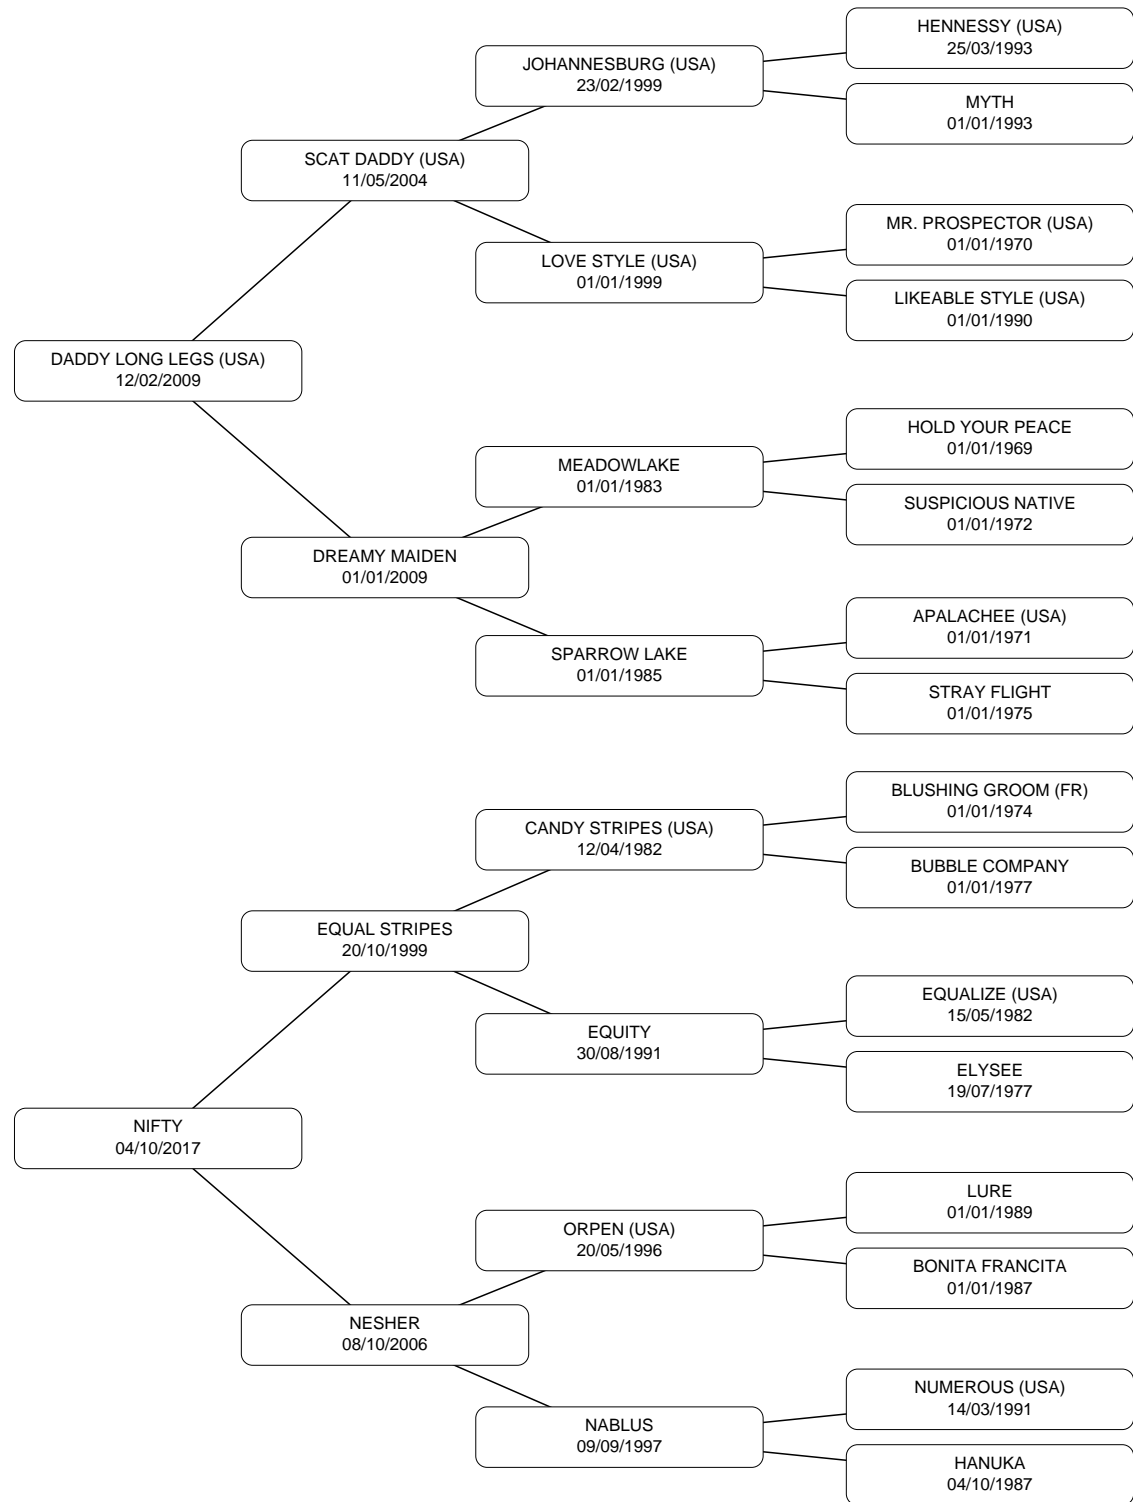 HENNESSY (USA)
25/03/1993
JOHANNESBURG (USA)
23/02/1999
MYTH
01/01/1993
SCAT DADDY (USA)
11/05/2004
MR. PROSPECTOR (USA)
01/01/1970
LOVE STYLE (USA)
01/01/1999
LIKEABLE STYLE (USA)
01/01/1990
DADDY LONG LEGS (USA)
12/02/2009
HOLD YOUR PEACE
01/01/1969
MEADOWLAKE
01/01/1983
SUSPICIOUS NATIVE
01/01/1972
DREAMY MAIDEN
01/01/2009
APALACHEE (USA)
01/01/1971
SPARROW LAKE
01/01/1985
STRAY FLIGHT
01/01/1975
BLUSHING GROOM (FR)
01/01/1974
CANDY STRIPES (USA)
12/04/1982
BUBBLE COMPANY
01/01/1977
EQUAL STRIPES
20/10/1999
EQUALIZE (USA)
15/05/1982
EQUITY
30/08/1991
ELYSEE
19/07/1977
NIFTY
04/10/2017
LURE
01/01/1989
ORPEN (USA)
20/05/1996
BONITA FRANCITA
01/01/1987
NESHER
08/10/2006
NUMEROUS (USA)
14/03/1991
NABLUS
09/09/1997
HANUKA
04/10/1987